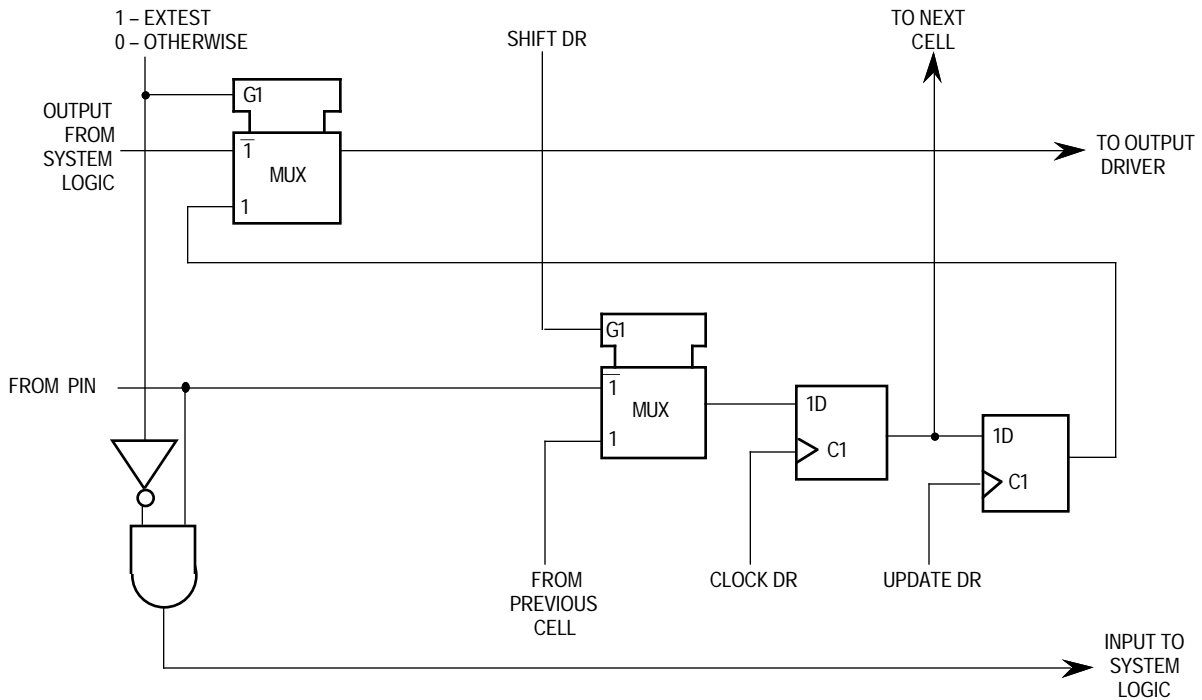 1 – EXTEST
0 – OTHERWISE
SHIFT DR
TO NEXT
CELL
G1
OUTPUT
FROM
SYSTEM
LOGIC
1
MUX
1
TO OUTPUT
DRIVER
G1
FROM PIN
1
MUX
1
1D
C1
1D
C1
FROM
PREVIOUS
CELL
CLOCK DR
UPDATE DR
INPUT TO
SYSTEM
LOGIC